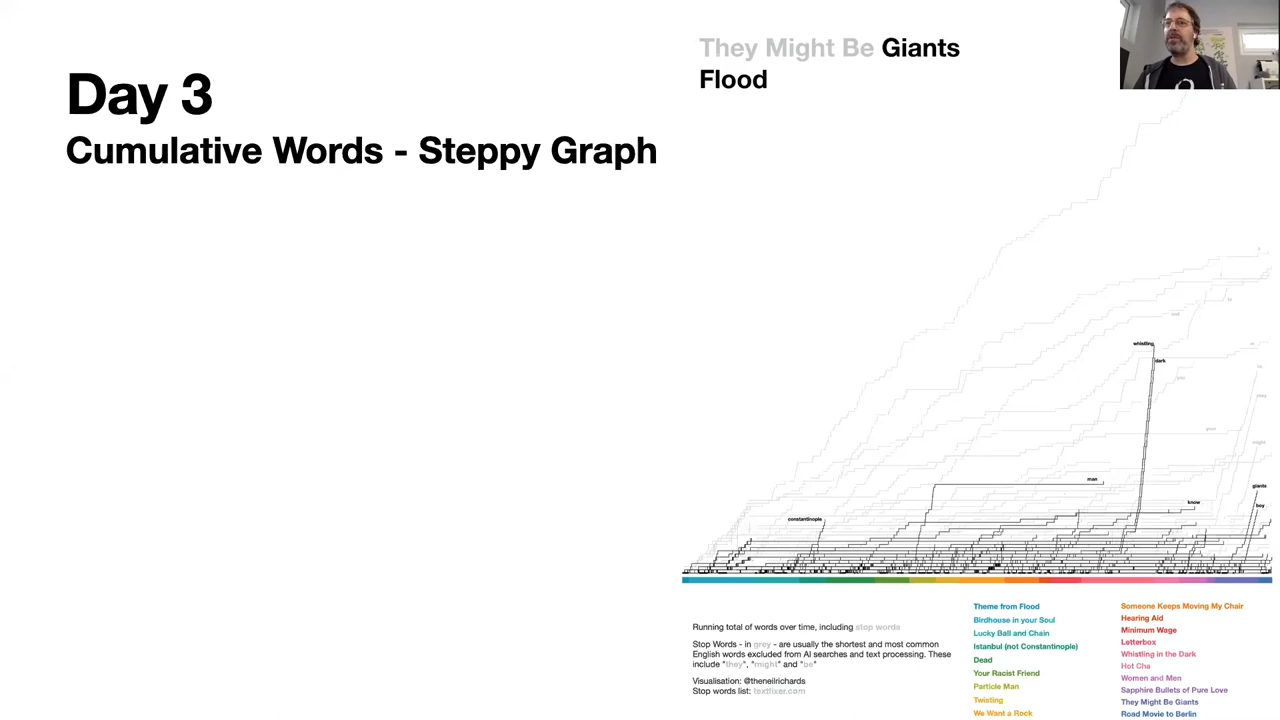 Day 3
Cumulative Words - Steppy Graph
They Might Be Giants
Flood
and
whistling
dark
you
your
they
might
man
giants
know
boy
constantinople
Running total of words over time, including stop words
Stop Words - in grey - are usually the shortest and most common
English words excluded from AI searches and text processing. These
include "they", "might" and "be"
Visualisation: @theneilrichards
Stop words list: textfixer.com
Theme from Flood
Birdhouse in your Soul
Lucky Ball and Chain
Istanbul (not Constantinople)
Dead
Your Racist Friend
Particle Man
Twisting
We Want a Rock
Someone Keeps Moving My Chair
Hearing Aid
Minimum Wage
Letterbox
Whistling in the Dark
Hot Cha
Women and Men
Sapphire Bullets of Pure Love
They Might Be Giants
Road Movie to Berlin